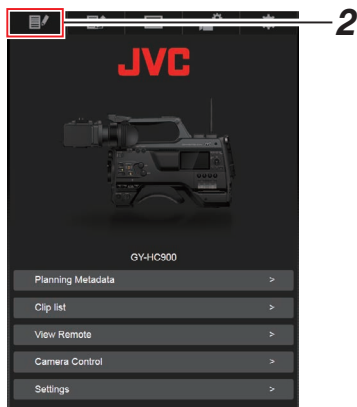 2
JVC
GY-HC900
Planning Metadata >
Clip list >
View Remote >
Camera Control >
Settings >